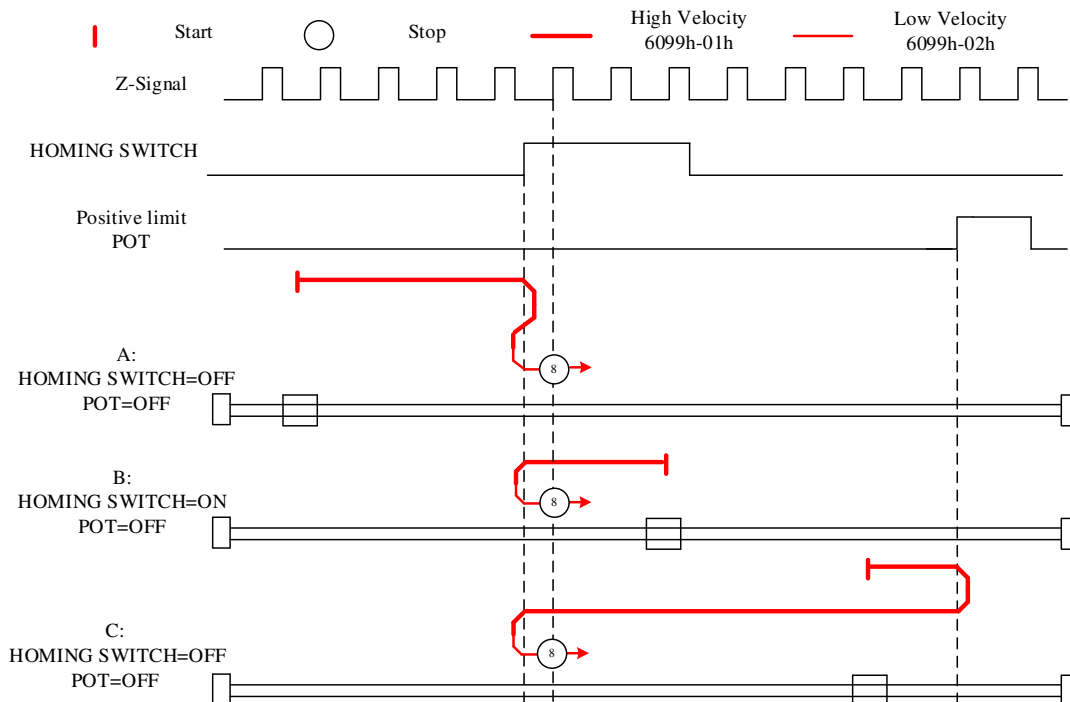 Start
Stop
High Velocity
6099h-01h
Low Velocity
6099h-02h
Z-Signal
HOMING SWITCH
Positive limit
POT
A:
HOMING SWITCH=OFF
POT=OFF
8
B:
HOMING SWITCH=ON
POT=OFF
8
C:
HOMING SWITCH=OFF
POT=OFF
8